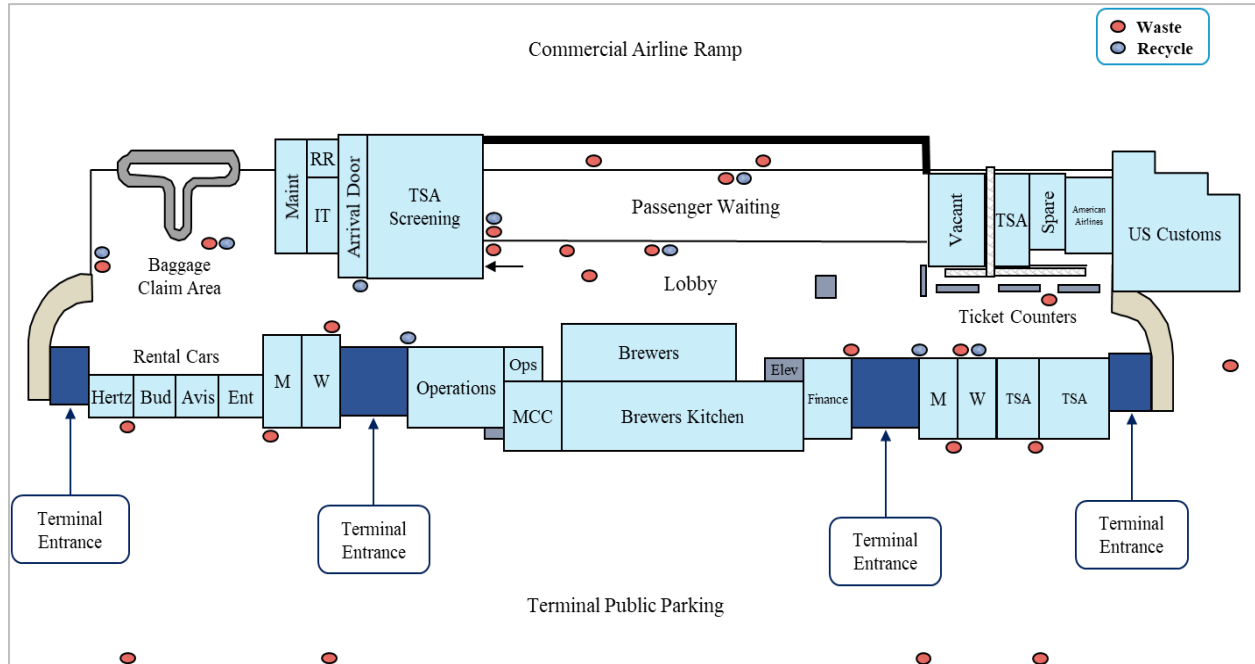 Commercial Airline Ramp
Waste
Recycle
Maint
RR
IT
Arrival Door
TSA
Screening
Passenger Waiting
Vacant
TSA
Spare
American
Airlines
US Customs
Baggage
Claim Area
Lobby
Ticket Counters
Rental Cars
Hertz
Bud
Avis
Ent
M
W
Operations
Ops
MCC
Brewers
Brewers Kitchen
Elev
Finance
M
W
TSA
TSA
Terminal
Entrance
Terminal
Entrance
Terminal
Entrance
Terminal
Entrance
Terminal Public Parking